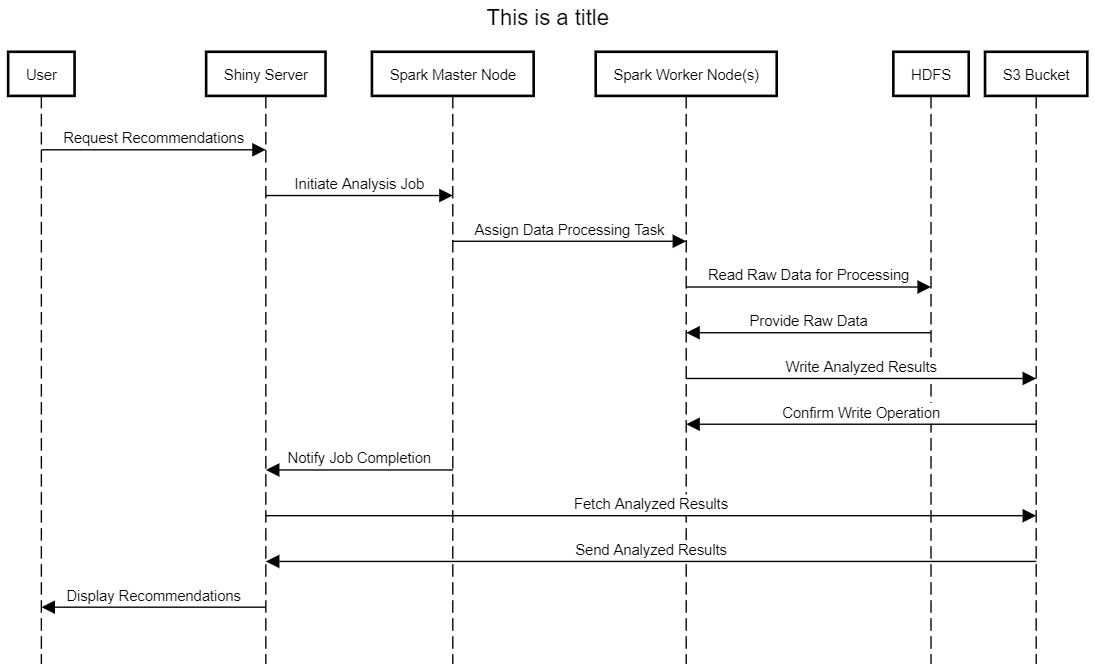 This is a title
User
Shiny Server
Spark Master Node
Spark Worker Node(s)
HDFS
S3 Bucket
Request Recommendations
Initiate Analysis Job
Assign Data Processing Task
Read Raw Data for Processing
Provide Raw Data
Write Analyzed Results
Confirm Write Operation
Notify Job Completion
Fetch Analyzed Results
Send Analyzed Results
Display Recommendations